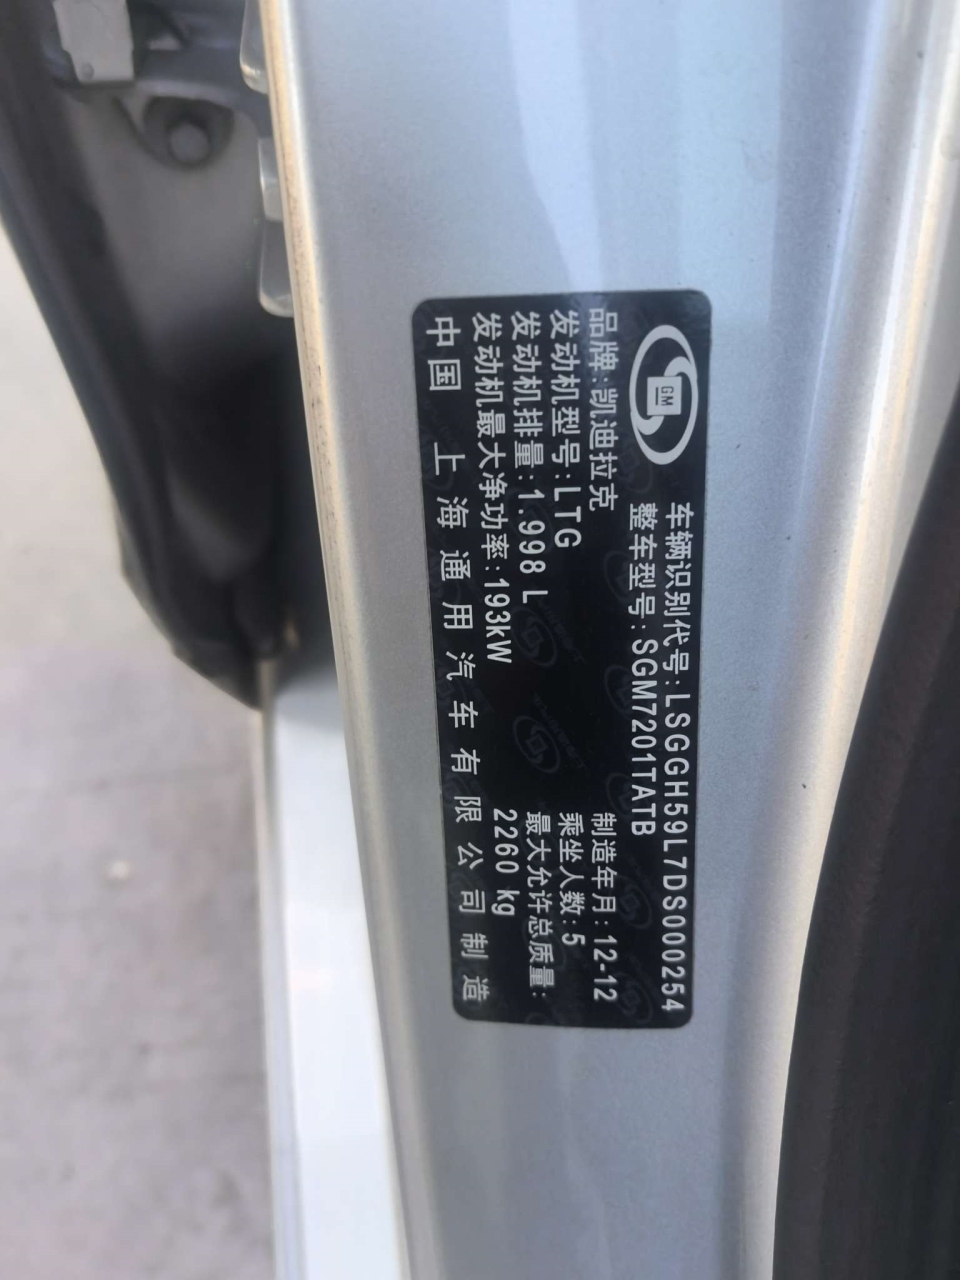 GM
车辆识别代号:LSGGH59L7DS000254
整车型号:SGM7201TATB
品牌:凯迪拉克
制造年月:12-12
发动机型号:LTG
乘坐人数:5
发动机排量:1.998 L
最大允许总质量:
发动机最大净功率:193kW
2260 kg
中国 上海通用汽车有限公司制造